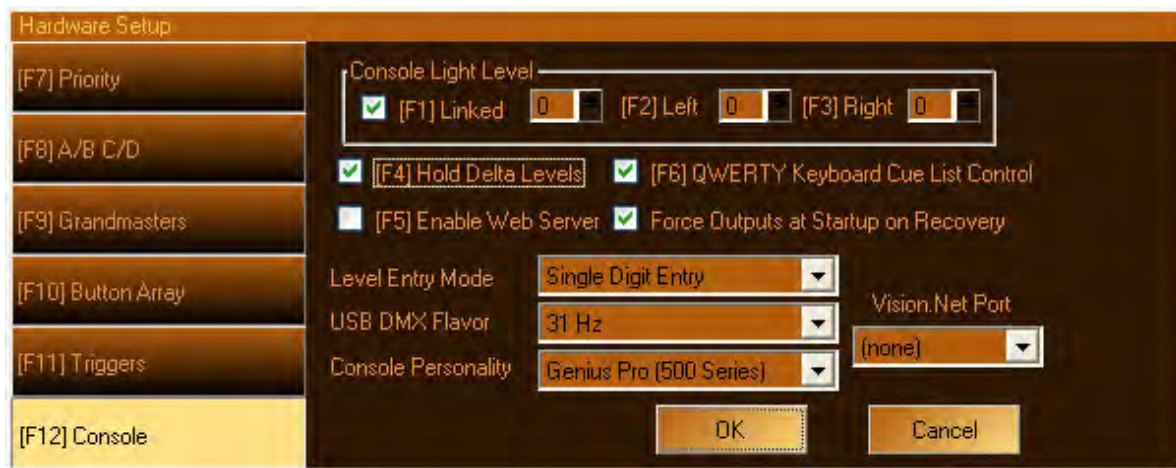 Hardware Setup
[F7] Priority
[F8] A/B C/D
[F9] Grandmasters
[F10] Button Array
[F11] Triggers
[F12] Console
Console Light Level
[F1] Linked 0 [F2] Left 0 [F3] Right 0
[F4] Hold Delta Levels [F6] QWERTY Keyboard Cue List Control
[F5] Enable Web Server Force Outputs at Startup on Recovery
Level Entry Mode Single Digit Entry
USB DMX Flavor 31 Hz
Console Personality Genius Pro (500 Series)
Vision.Net Port
(none)
OK Cancel